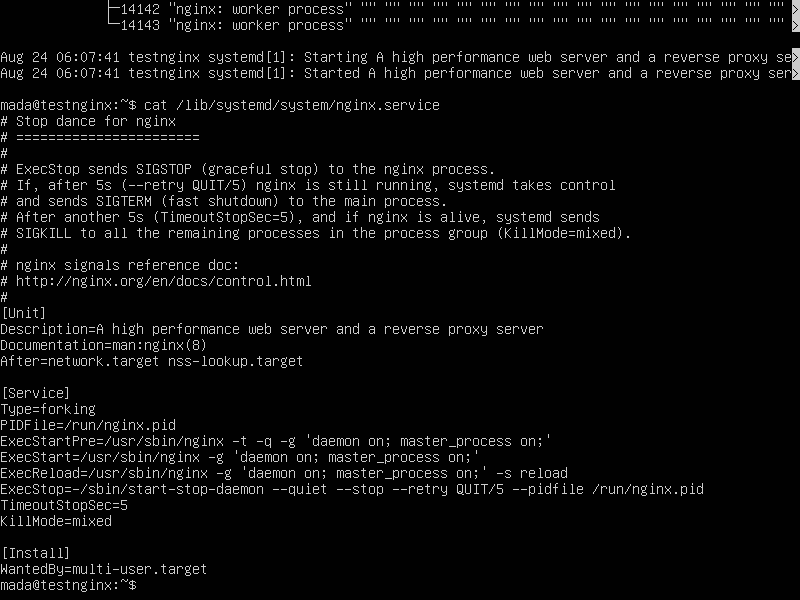 ├─14142 "nginx: worker process" "" "" "" "" "" "" "" "" "" "" "" "" "" "" "" "" "" "" "">
└─14143 "nginx: worker process" "" "" "" "" "" "" "" "" "" "" "" "" "" "" "" "" "" "" "">
Aug 24 06:07:41 testnginx systemd[1]: Starting A high performance web server and a reverse proxy se>
Aug 24 06:07:41 testnginx systemd[1]: Started A high performance web server and a reverse proxy ser>
mada@testnginx:~$ cat /lib/systemd/system/nginx.service
# Stop dance for nginx
# =======================
#
# ExecStop sends SIGSTOP (graceful stop) to the nginx process.
# If, after 5s (--retry QUIT/5) nginx is still running, systemd takes control
# and sends SIGTERM (fast shutdown) to the main process.
# After another 5s (TimeoutStopSec=5), and if nginx is alive, systemd sends
# SIGKILL to all the remaining processes in the process group (KillMode=mixed).
#
# nginx signals reference doc:
# http://nginx.org/en/docs/control.html
#
[Unit]
Description=A high performance web server and a reverse proxy server
Documentation=man:nginx(8)
After=network.target nss-lookup.target
[Service]
Type=forking
PIDFile=/run/nginx.pid
ExecStartPre=/usr/sbin/nginx -t -q -g 'daemon on; master_process on;'
ExecStart=/usr/sbin/nginx -g 'daemon on; master_process on;'
ExecReload=/usr/sbin/nginx -g 'daemon on; master_process on;' -s reload
ExecStop=-/sbin/start-stop-daemon --quiet --stop --retry QUIT/5 --pidfile /run/nginx.pid
TimeoutStopSec=5
KillMode=mixed
[Install]
WantedBy=multi-user.target
mada@testnginx:~$